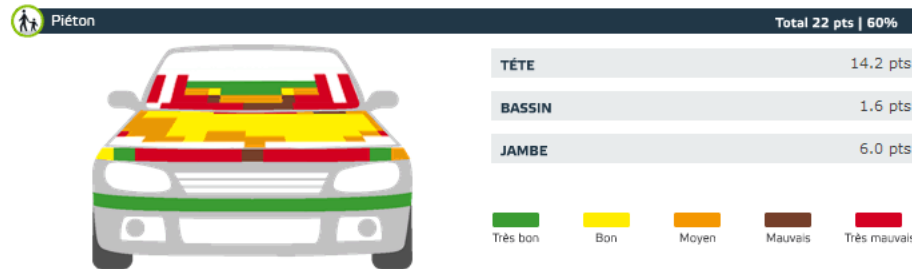 Piéton
Total 22 pts | 60%
TÉTE 14.2 pts
BASSIN 1.6 pts
JAMBE 6.0 pts
Très bon Bon Moyen Mauvais Très mauvais